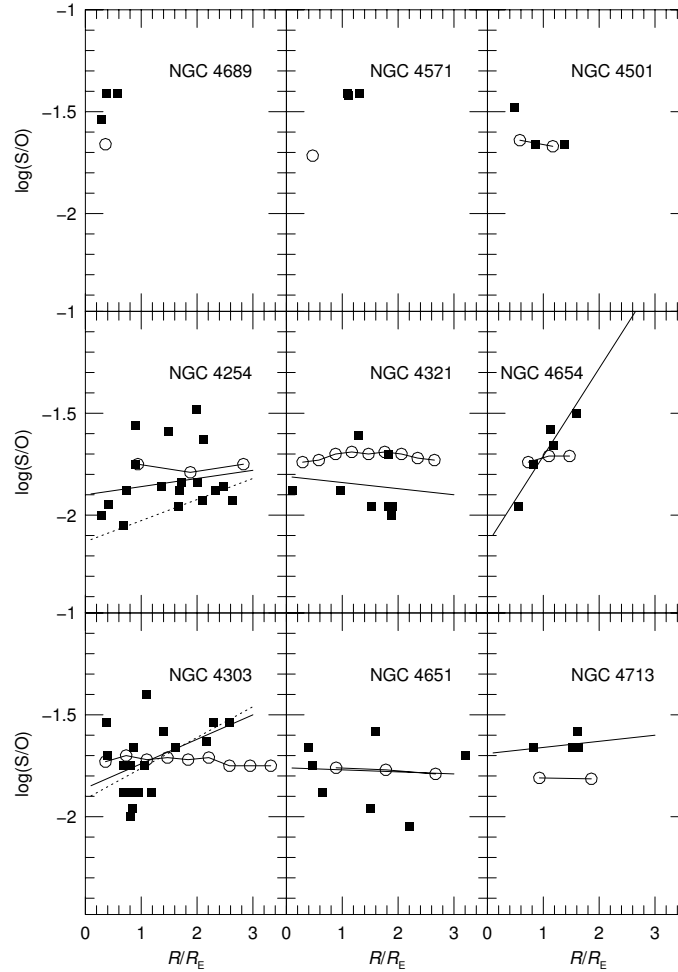 -1
NGC 4689
NGC 4571
NGC 4501
-1.5
log(S/O)
-2
-1
NGC 4254
NGC 4321
NGC 4654
-1.5
log(S/O)
-2
-1
NGC 4303
NGC 4651
NGC 4713
-1.5
log(S/O)
-2
0 1 2 3 0 1 2 3 0 1 2 3
R/R_E R/R_E R/R_E